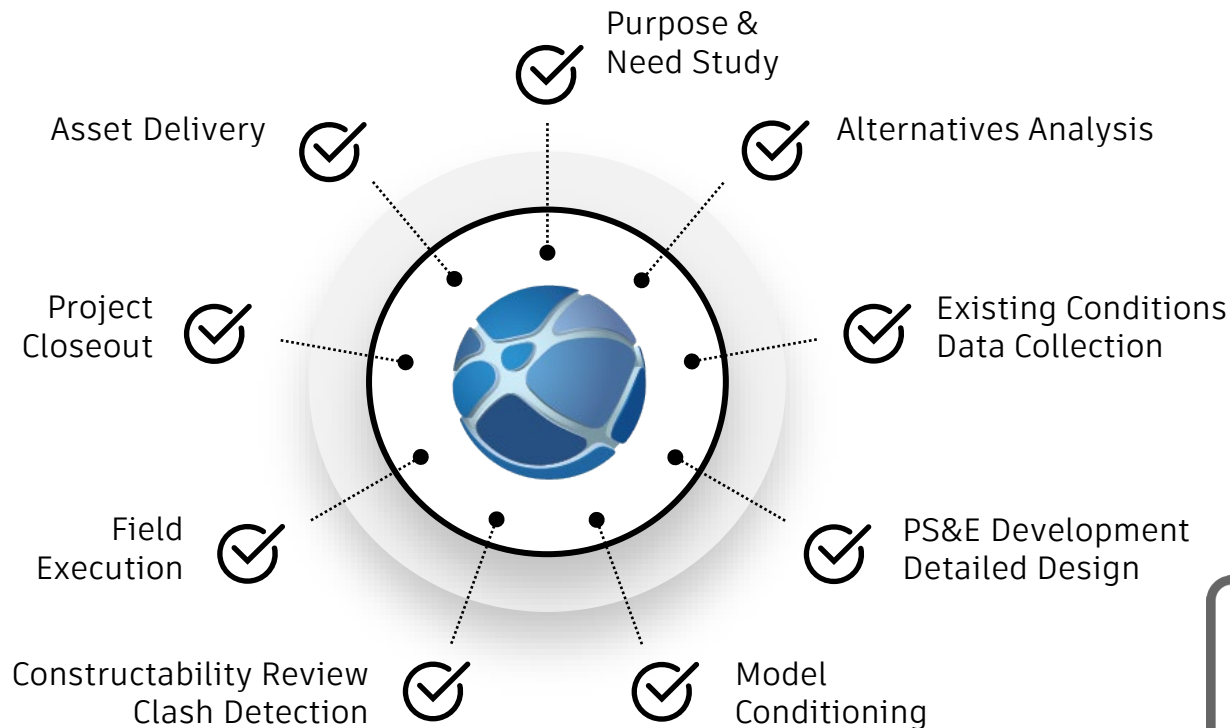 Purpose &
Need Study
Alternatives Analysis
Existing Conditions
Data Collection
PS&E Development
Detailed Design
Model
Conditioning
Constructability Review
Clash Detection
Field
Execution
Project
Closeout
Asset Delivery